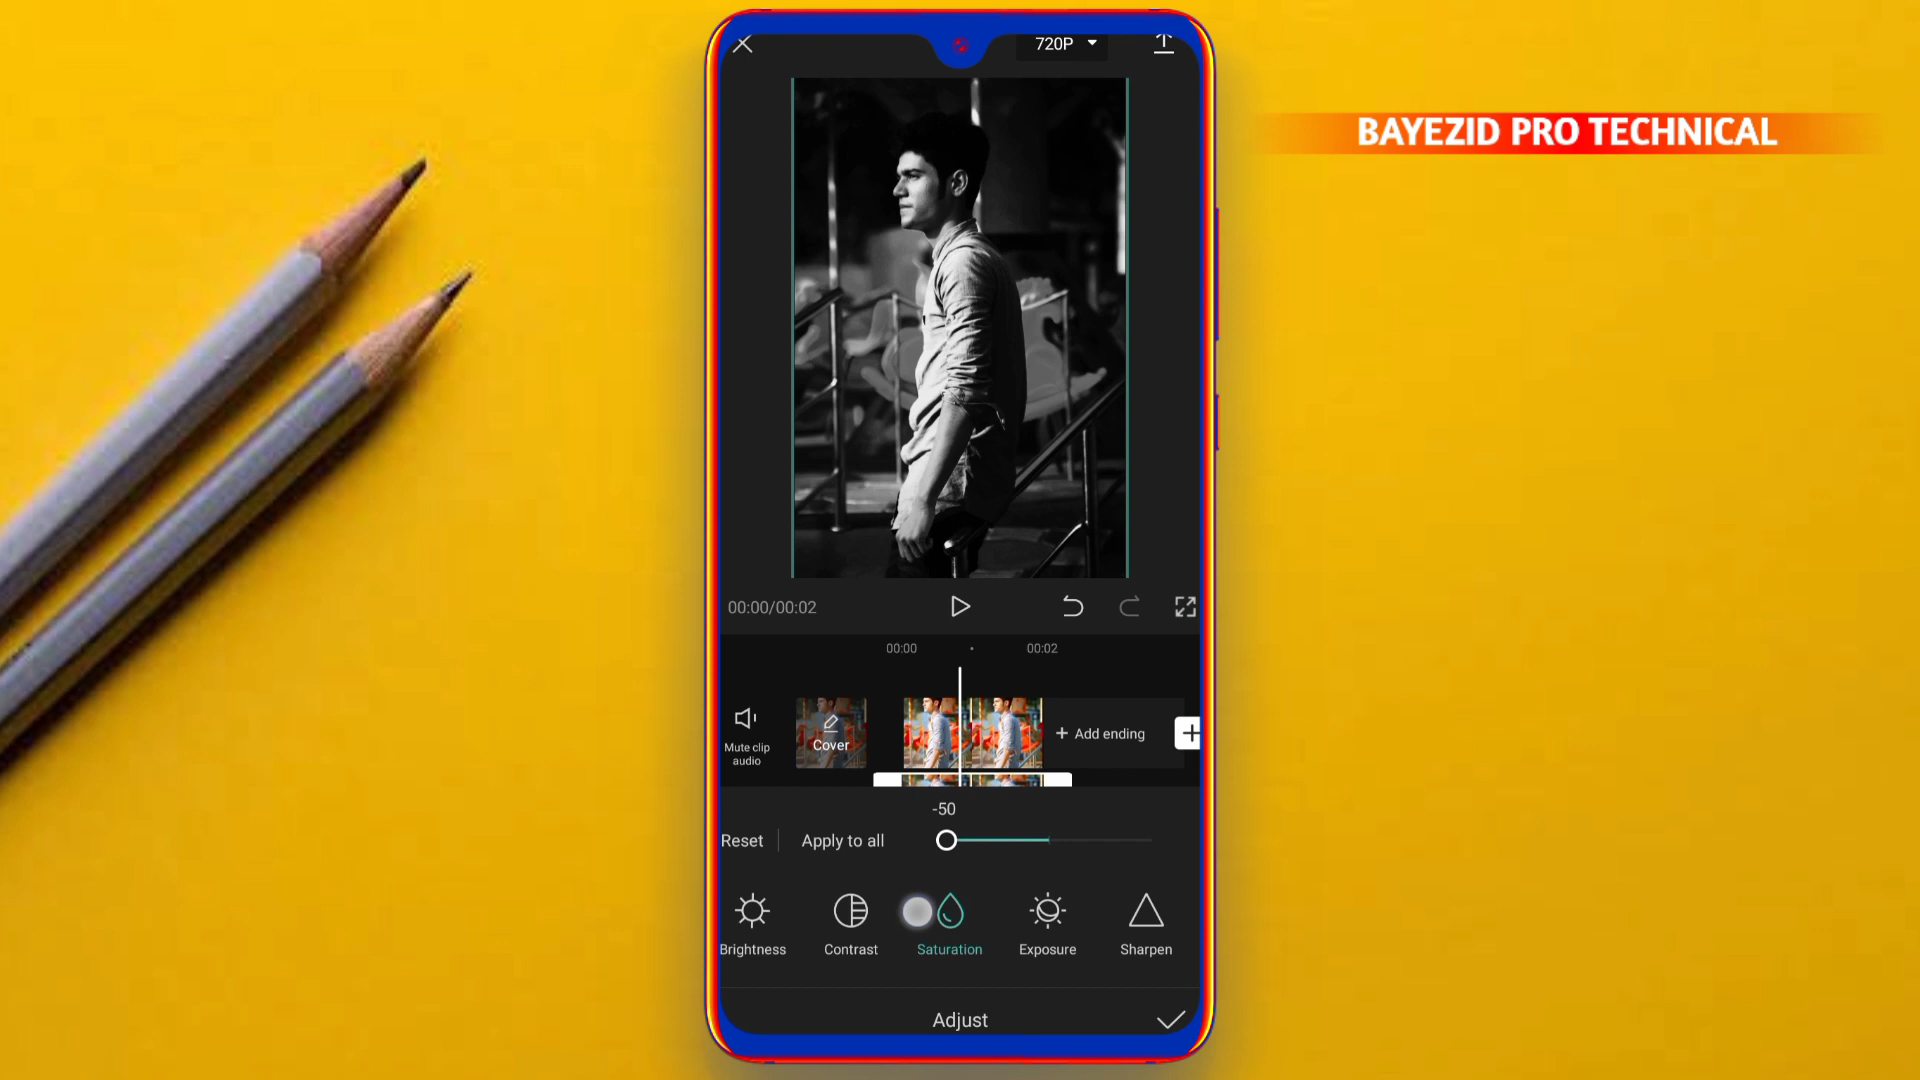 720P
BAYEZID PRO TECHNICAL
00:00/00:02
00:00
00:02
Mute clip
audio
Cover
+ Add ending
-50
Reset
Apply to all
Brightness
Contrast
Saturation
Exposure
Sharpen
Adjust